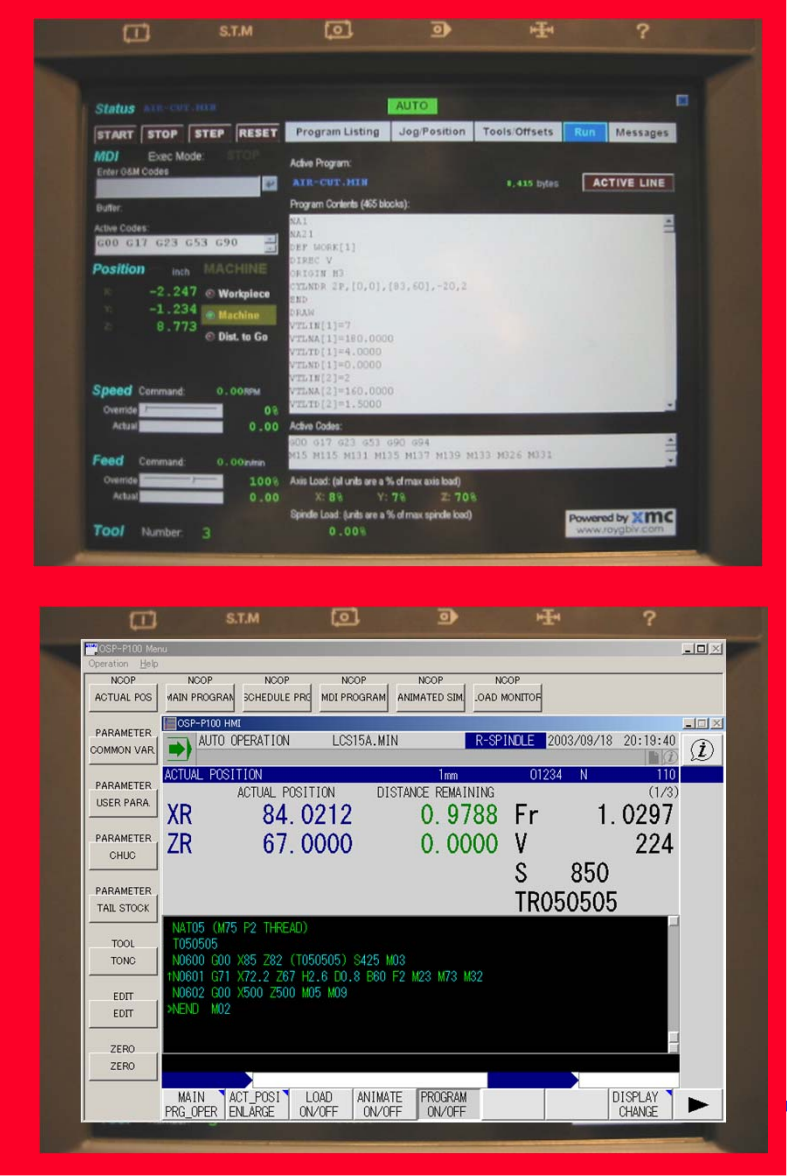 S.T.M ?
Status AIR-CUT.MIN AUTO
START STOP STEP RESET Program Listing Jog/Position Tools/Offsets Run Messages
MDI Exec Mode: STOP
Enter G&M Codes
Active Program:
AIR-CUT.MIN 8,415 bytes ACTIVE LINE
Buffer:
Program Contents (465 blocks):
Active Codes:
G00 G17 G23 G53 G90
NA1
NA21
DEF WORK[1]
DIREC V
ORIGIN H3
CYLNDR 2P,[0,0],[83,60],-20,2
END
DRAW
VTLIN[1]=7
VTLNA[1]=180.0000
VTLTD[1]=4.0000
VTLND[1]=0.0000
VTLIN[2]=2
VTLNA[2]=160.0000
VTLTD[2]=1.5000
Position inch MACHINE
X: -2.247 Workpiece
Y: -1.234 Machine
Z: 8.773 Dist. to Go
Speed Command: 0.00RPM
Override 0%
Actual 0.00
Active Codes:
G00 G17 G23 G53 G90 G94
M15 M115 M131 M135 M137 M139 M133 M326 M331
Feed Command: 0.00in/min
Override 100%
Actual 0.00
Axis Load: (all units are a % of max axis load)
X: 8% Y: 7% Z: 70%
Spindle Load: (units are a % of max spindle load)
0.00%
Tool Number: 3
Powered by XMC
www.roygbiv.com
S.T.M ?
OSP-P100 Menu
Operation Help
NCOP NCOP NCOP NCOP NCOP NCOP
ACTUAL POS MAIN PROGRAM SCHEDULE PRG MDI PROGRAM ANIMATED SIM LOAD MONITOR
PARAMETER
COMMON VAR
PARAMETER
USER PARA.
PARAMETER
CHUC
PARAMETER
TAIL STOCK
TOOL
TONC
EDIT
EDIT
ZERO
ZERO
OSP-P100 HMI
AUTO OPERATION LCS15A.MIN R-SPINDLE 2003/09/18 20:19:40
ACTUAL POSITION 1mm O1234 N 110
ACTUAL POSITION DISTANCE REMAINING (1/3)
XR 84.0212 0.9788 Fr 1.0297
ZR 67.0000 0.0000 V 224
S 850
TR050505
NAT05 (M75 P2 THREAD)
T050505
N0600 G00 X85 Z82 (T050505) S425 M03
↑N0601 G71 X72.2 Z67 H2.6 D0.8 B60 F2 M23 M73 M32
N0602 G00 X500 Z500 M05 M09
>NEND M02
MAIN PRG_OPER ACT_POSI ENLARGE LOAD ON/OFF ANIMATE ON/OFF PROGRAM ON/OFF DISPLAY CHANGE